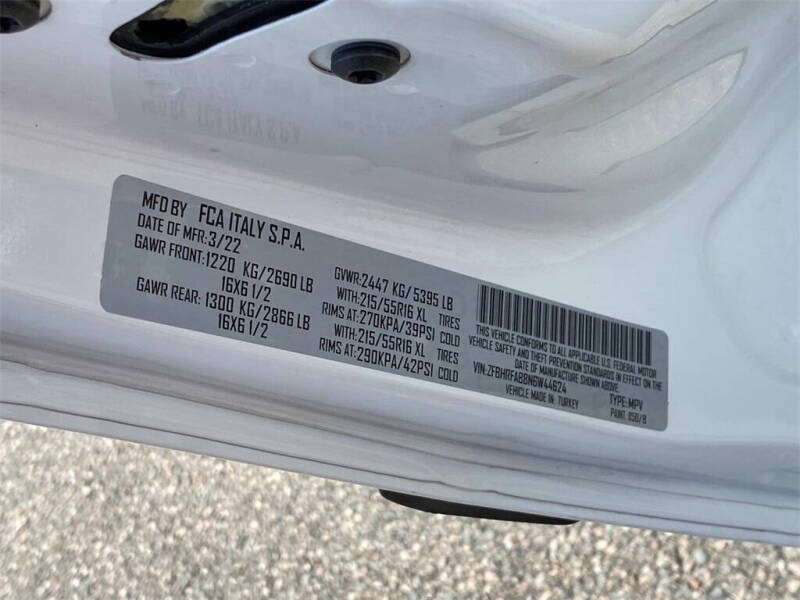 MFD BY FCA ITALY S.P.A.
DATE OF MFR:3/22
GAWR FRONT:1220 KG/2690 LB
16X6 1/2
GAWR REAR: 1300 KG/2866 LB
16X6 1/2
GVWR:2447 KG/5395 LB
WITH:215/55R16 XL TIRES
RIMS AT:270KPA/39PSI COLD
WITH:215/55R16 XL TIRES
RIMS AT:290KPA/42PSI COLD
THIS VEHICLE CONFORMS TO ALL APPLICABLE U.S. FEDERAL MOTOR
VEHICLE SAFETY AND THEFT PREVENTION STANDARDS IN EFFECT ON THE
DATE OF MANUFACTURE SHOWN ABOVE.
VIN:ZFBHRFAB8N6W44624 TYPE: MPV
VEHICLE MADE IN: TURKEY PAINT: 050/B